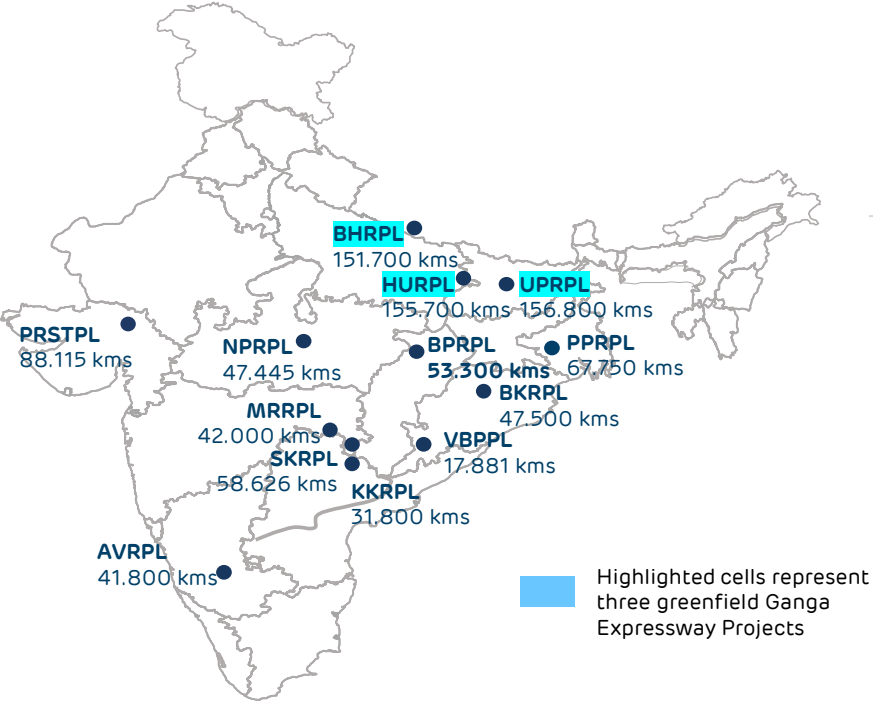 BHRPL
151.700 kms
HURPL
155.700 kms
UPRPL
156.800 kms
PRSTPL
88.115 kms
NPRPL
47.445 kms
BPRPL
53.300 kms
PPRPL
67.750 kms
BKRPL
47.500 kms
MRRPL
42.000 kms
SKRPL
58.626 kms
VBPPL
17.881 kms
KKRPL
31.800 kms
AVRPL
41.800 kms
Highlighted cells represent
three greenfield Ganga
Expressway Projects